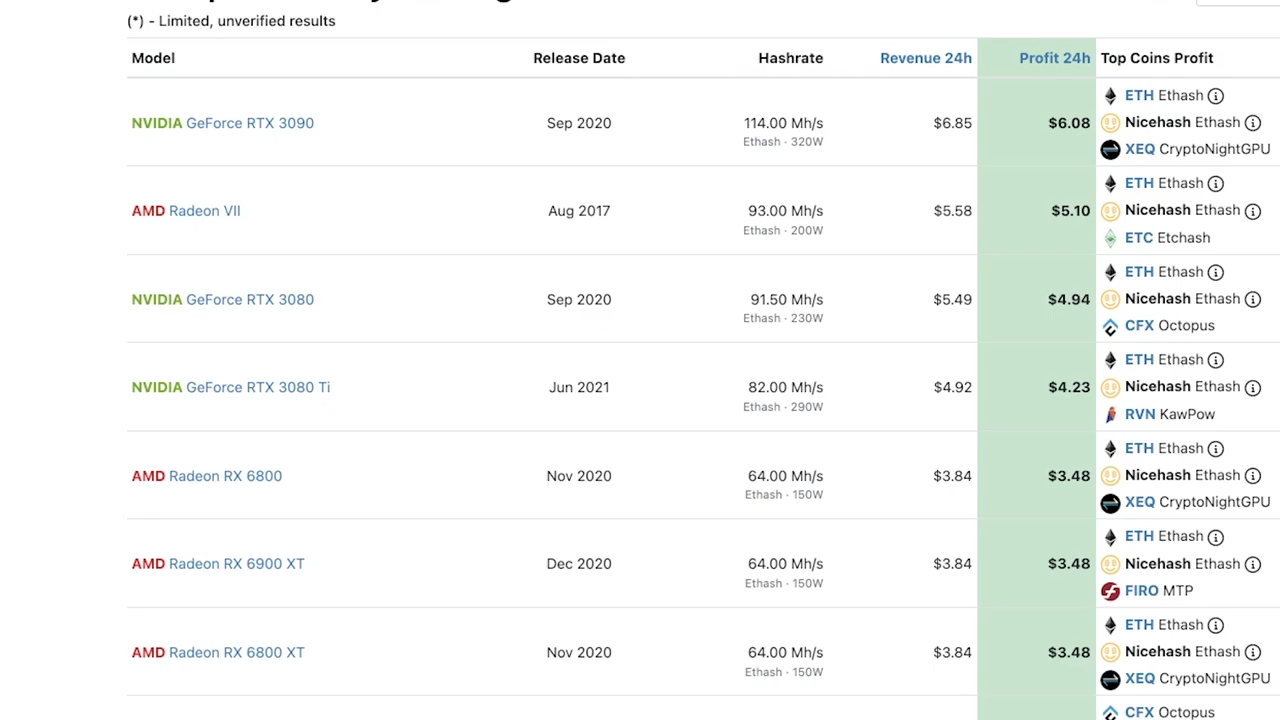 (*) - Limited, unverified results
Model Release Date Hashrate Revenue 24h Profit 24h Top Coins Profit
ETH Ethash
NVIDIA GeForce RTX 3090 Sep 2020 114.00 Mh/s $6.85 $6.08 Nicehash Ethash
Ethash · 320W
XEQ CryptoNightGPU
ETH Ethash
AMD Radeon VII Aug 2017 93.00 Mh/s $5.58 $5.10 Nicehash Ethash
Ethash · 200W
ETC Etchash
ETH Ethash
NVIDIA GeForce RTX 3080 Sep 2020 91.50 Mh/s $5.49 $4.94 Nicehash Ethash
Ethash · 230W
CFX Octopus
ETH Ethash
NVIDIA GeForce RTX 3080 Ti Jun 2021 82.00 Mh/s $4.92 $4.23 Nicehash Ethash
Ethash · 290W
RVN KawPow
ETH Ethash
AMD Radeon RX 6800 Nov 2020 64.00 Mh/s $3.84 $3.48 Nicehash Ethash
Ethash · 150W
XEQ CryptoNightGPU
ETH Ethash
AMD Radeon RX 6900 XT Dec 2020 64.00 Mh/s $3.84 $3.48 Nicehash Ethash
Ethash · 150W
FIRO MTP
ETH Ethash
AMD Radeon RX 6800 XT Nov 2020 64.00 Mh/s $3.84 $3.48 Nicehash Ethash
Ethash · 150W
XEQ CryptoNightGPU
CFX Octopus